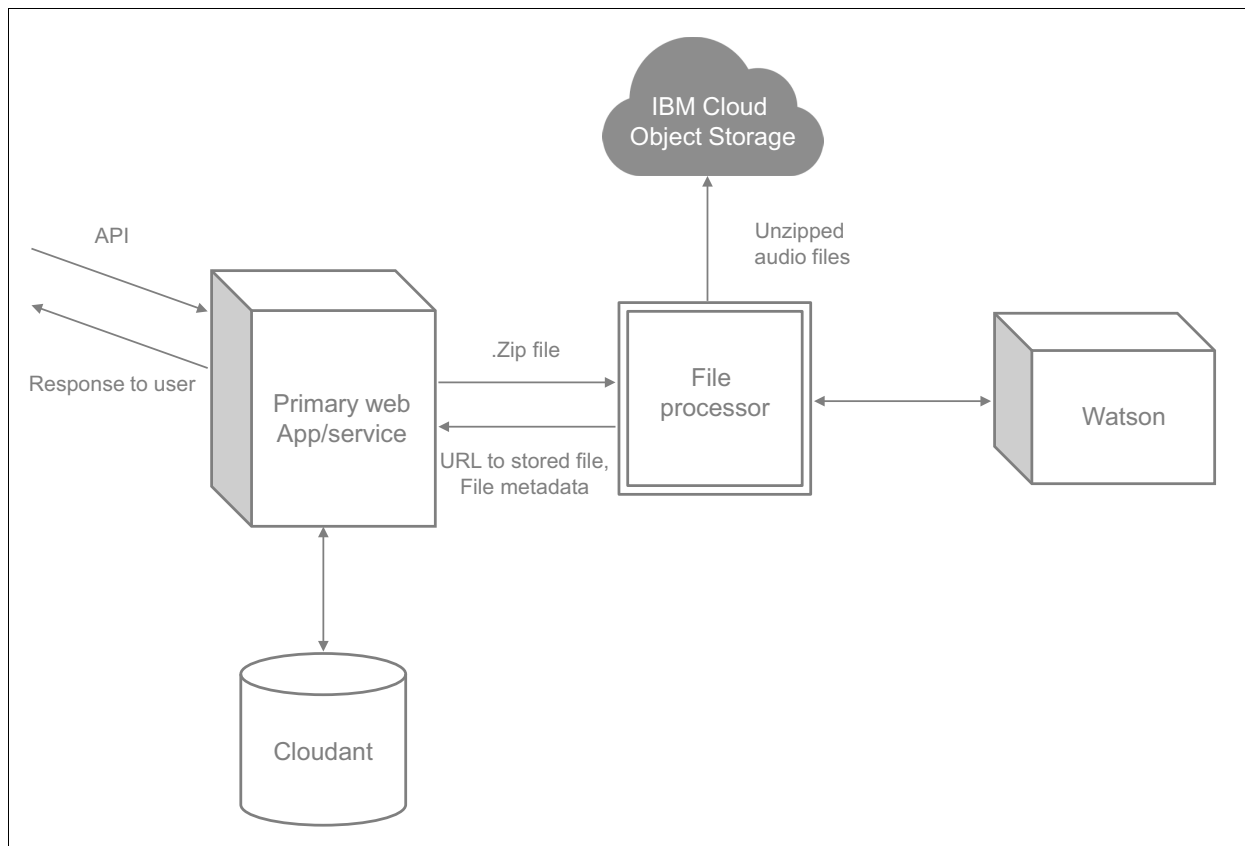 IBM Cloud
Object Storage
API
Unzipped
audio files
Response to user
.Zip file
File
processor
Primary web
App/service
Watson
URL to stored file,
File metadata
Cloudant